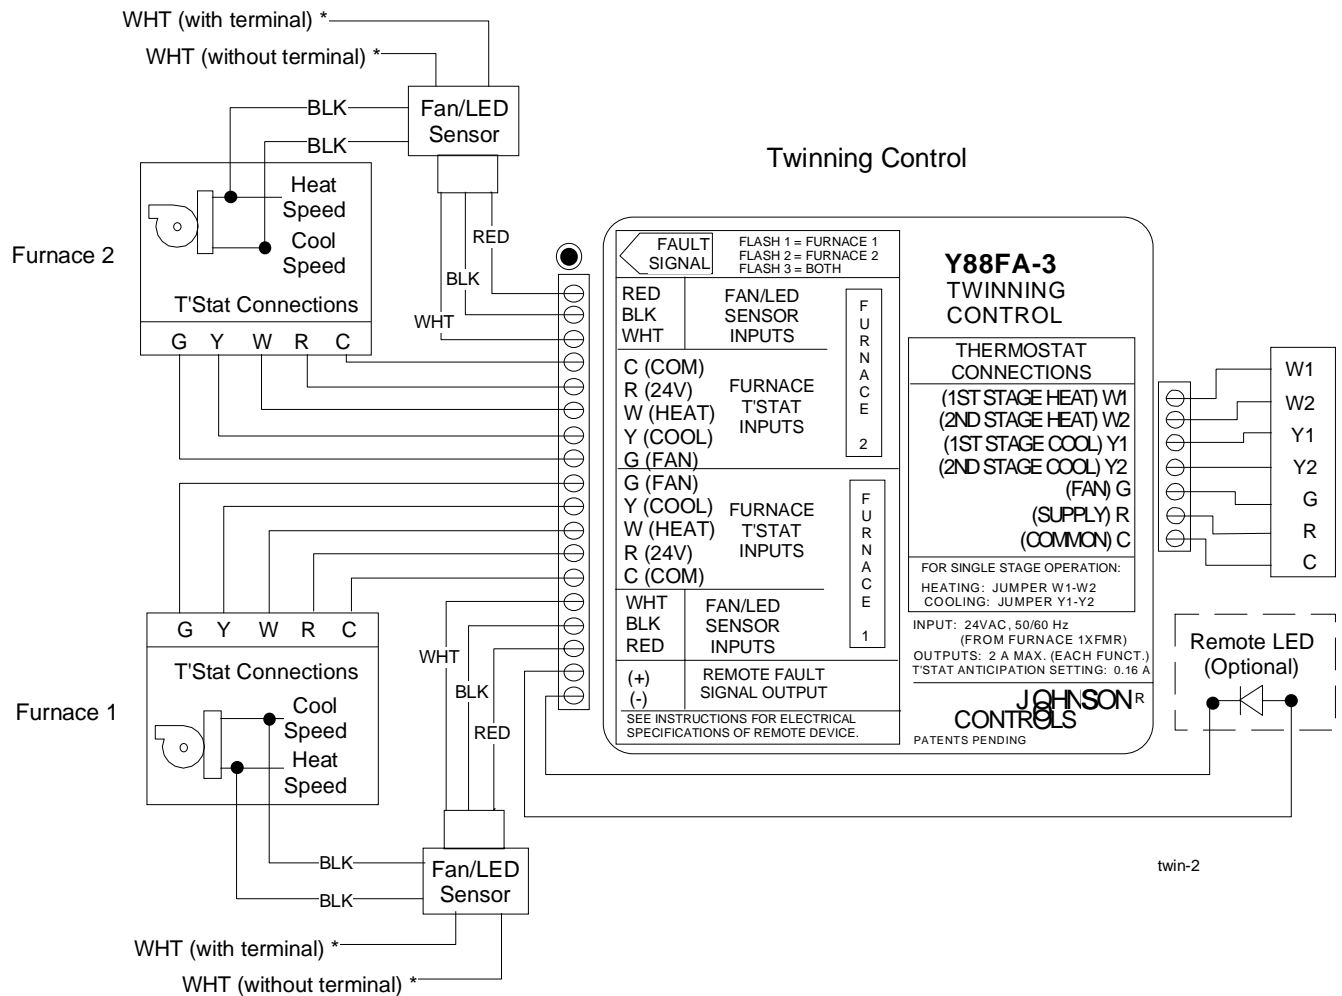 WHT (with terminal) *
WHT (without terminal) *
BLK
BLK
Fan/LED
Sensor
Heat
Speed
Cool
Speed
Furnace 2
T'Stat Connections
G Y W R C
RED
BLK
WHT
Twinning Control
FAULT
SIGNAL
FLASH 1 = FURNACE 1
FLASH 2 = FURNACE 2
FLASH 3 = BOTH
RED
BLK
WHT
FAN/LED
SENSOR
INPUTS
C (COM)
R (24V)
W (HEAT)
Y (COOL)
G (FAN)
FURNACE
T'STAT
INPUTS
FURNACE 2
G (FAN)
Y (COOL)
W (HEAT)
R (24V)
C (COM)
FURNACE
T'STAT
INPUTS
WHT
BLK
RED
FAN/LED
SENSOR
INPUTS
FURNACE 1
(+)
(-)
REMOTE FAULT
SIGNAL OUTPUT
SEE INSTRUCTIONS FOR ELECTRICAL
SPECIFICATIONS OF REMOTE DEVICE.
Y88FA-3
TWINNING
CONTROL
THERMOSTAT
CONNECTIONS
(1ST STAGE HEAT) W1
(2ND STAGE HEAT) W2
(1ST STAGE COOL) Y1
(2ND STAGE COOL) Y2
(FAN) G
(SUPPLY) R
(COMMON) C
FOR SINGLE STAGE OPERATION:
HEATING: JUMPER W1-W2
COOLING: JUMPER Y1-Y2
INPUT: 24VAC, 50/60 Hz
(FROM FURNACE 1XFMR)
OUTPUTS: 2 A MAX. (EACH FUNCT.)
T'STAT ANTICIPATION SETTING: 0.16 A
JOHNSON R
CONTROLS
PATENTS PENDING
W1
W2
Y1
Y2
G
R
C
Remote LED
(Optional)
G Y W R C
T'Stat Connections
Furnace 1
Cool
Speed
Heat
Speed
WHT
BLK
RED
BLK
BLK
Fan/LED
Sensor
WHT (with terminal) *
WHT (without terminal) *
twin-2